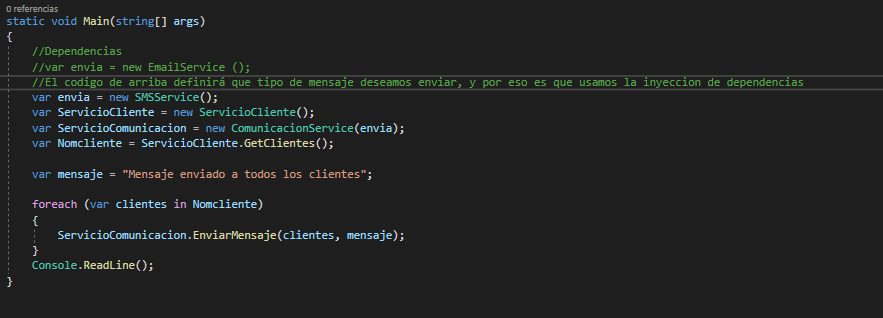 0 referencias
static void Main(string[] args)
{
//Dependencias
//var envia = new EmailService ();
//El codigo de arriba definirá que tipo de mensaje deseamos enviar, y por eso es que usamos la inyeccion de dependencias
var envia = new SMSService();
var ServicioCliente = new ServicioCliente();
var ServicioComunicacion = new ComunicacionService(envia);
var Nomcliente = ServicioCliente.GetClientes();
var mensaje = "Mensaje enviado a todos los clientes";
foreach (var clientes in Nomcliente)
{
ServicioComunicacion.EnviarMensaje(clientes, mensaje);
}
Console.ReadLine();
}